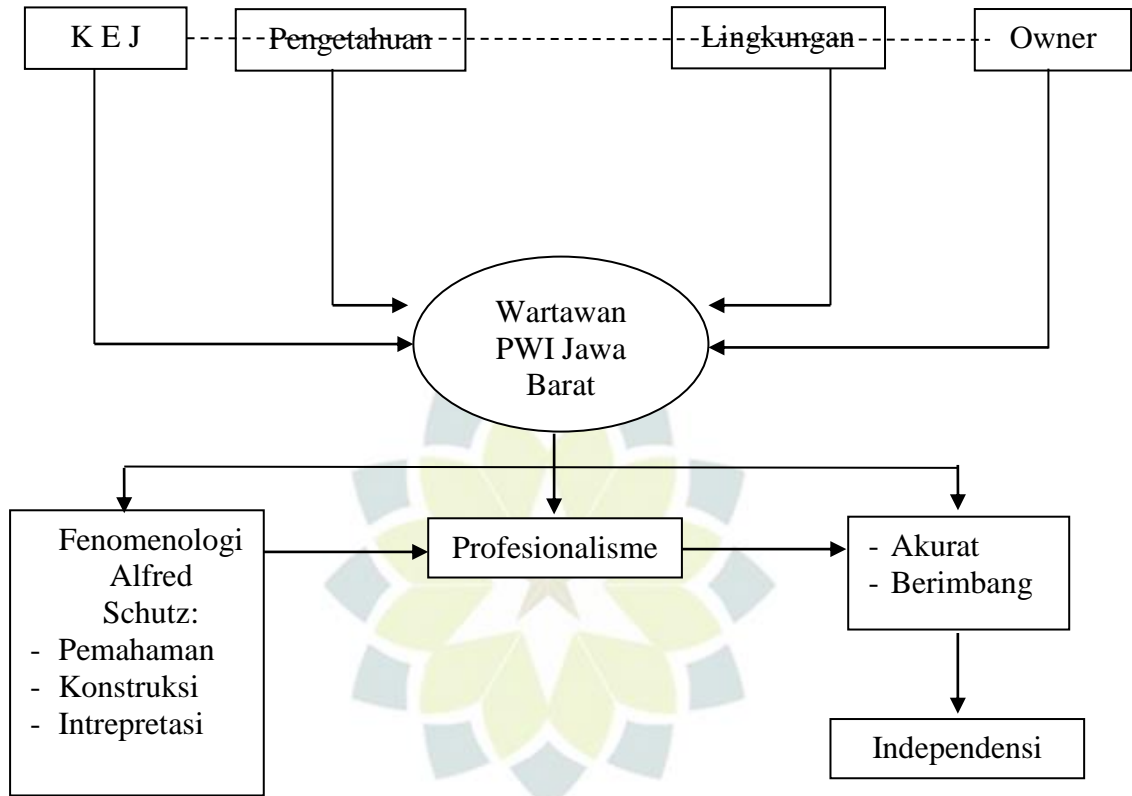 K E J
Pengetahuan
Lingkungan
Owner
Wartawan
PWI Jawa
Barat
Fenomenologi
Alfred
Schutz:
- Pemahaman
- Konstruksi
- Intrepretasi
Profesionalisme
- Akurat
- Berimbang
Independensi